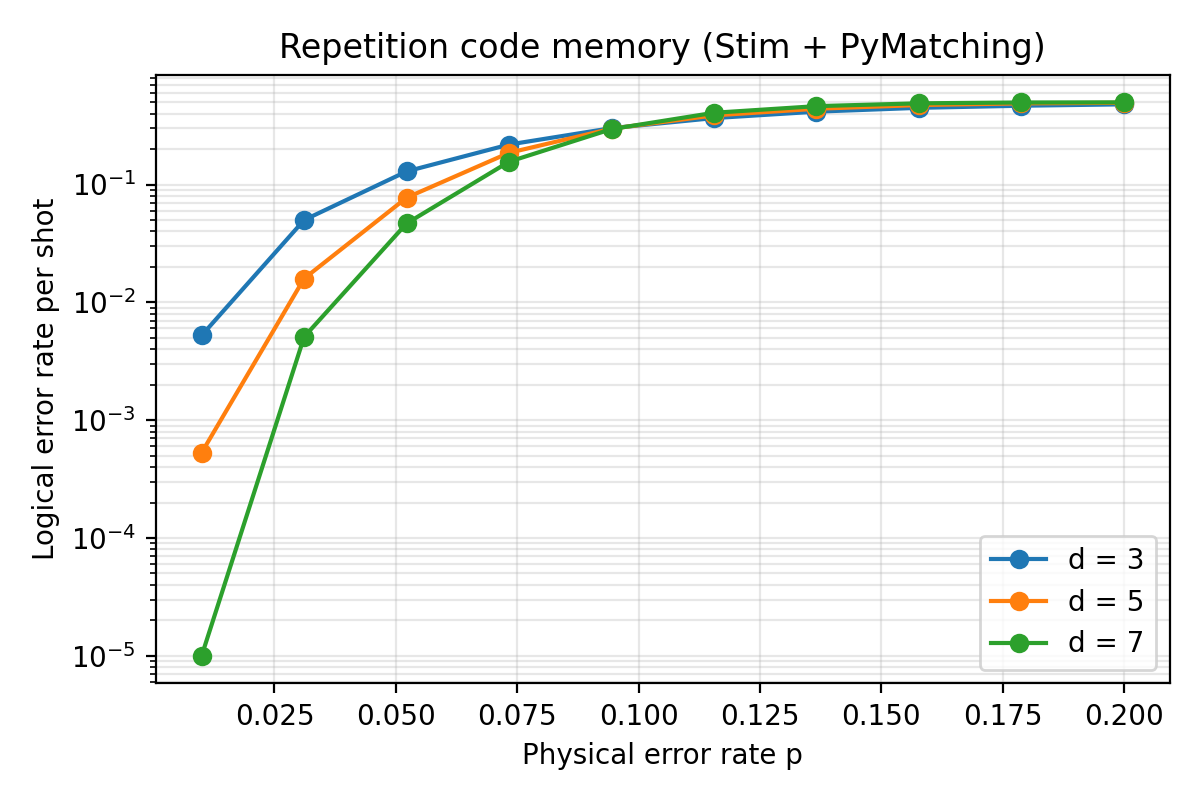 Repetition code memory (Stim + PyMatching)
Logical error rate per shot
10⁻¹
10⁻²
10⁻³
10⁻⁴
10⁻⁵
d = 3
d = 5
d = 7
0.025 0.050 0.075 0.100 0.125 0.150 0.175 0.200
Physical error rate p